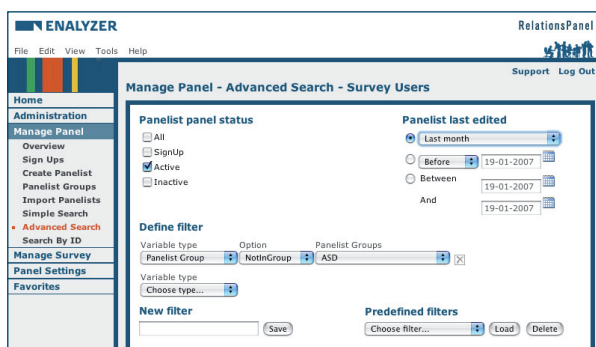 ENALYZER
RelationsPanel
File Edit View Tools Help
Support Log Out
Home
Administration
Manage Panel
Overview
Sign Ups
Create Panelist
Panelist Groups
Import Panelists
Simple Search
Advanced Search
Search By ID
Manage Survey
Panel Settings
Favorites
Manage Panel - Advanced Search - Survey Users
Panelist panel status
All
SignUp
Active
Inactive
Panelist last edited
Last month
Before 19-01-2007
Between 19-01-2007
And 19-01-2007
Define filter
Variable type Option Panelist Groups
Panelist Group NotInGroup ASD
Variable type
Choose type...
New filter
Save
Predefined filters
Choose filter... Load Delete